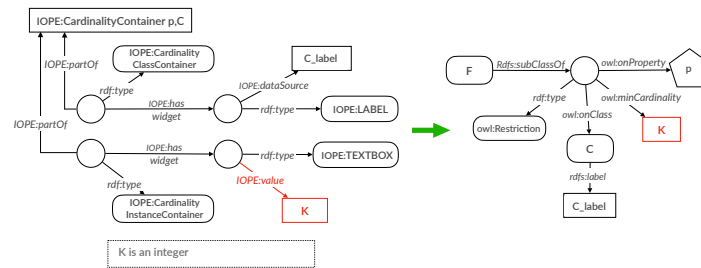 IOPE:CardinalityContainer p,C
IOPE:Cardinality
ClassContainer
C_label
IOPE:partOf
IOPE:dataSource
rdf:type
IOPE:has
widget
rdf:type
IOPE:LABEL
IOPE:partOf
IOPE:has
widget
rdf:type
IOPE:TEXTBOX
rdf:type
IOPE:value
IOPE:Cardinality
InstanceContainer
K
K is an integer
F
Rdfs:subClassOf
owl:onProperty
p
rdf:type
owl:minCardinality
owl:onClass
owl:Restriction
K
C
rdfs:label
C_label